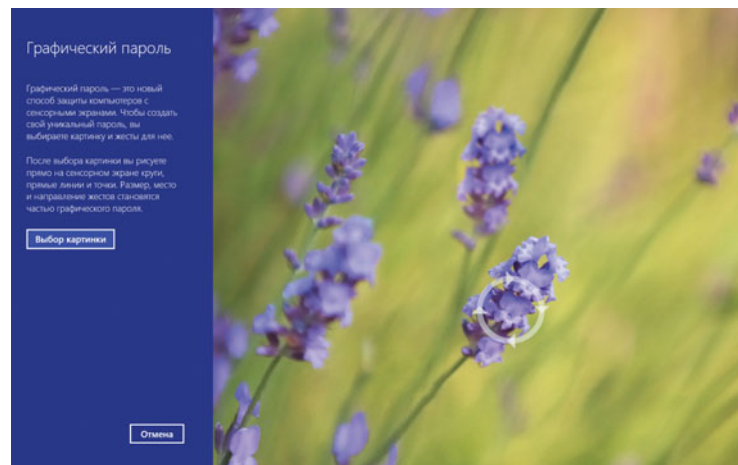 Графический пароль
Графический пароль — это новый
способ защиты компьютеров с
сенсорными экранами. Чтобы создать
свой уникальный пароль, вы
выбираете картинку и жесты для нее.
После выбора картинки вы рисуете
прямо на сенсорном экране круги,
прямые линии и точки. Размер, место
и направление жестов становятся
частью графического пароля.
Выбор картинки
Отмена